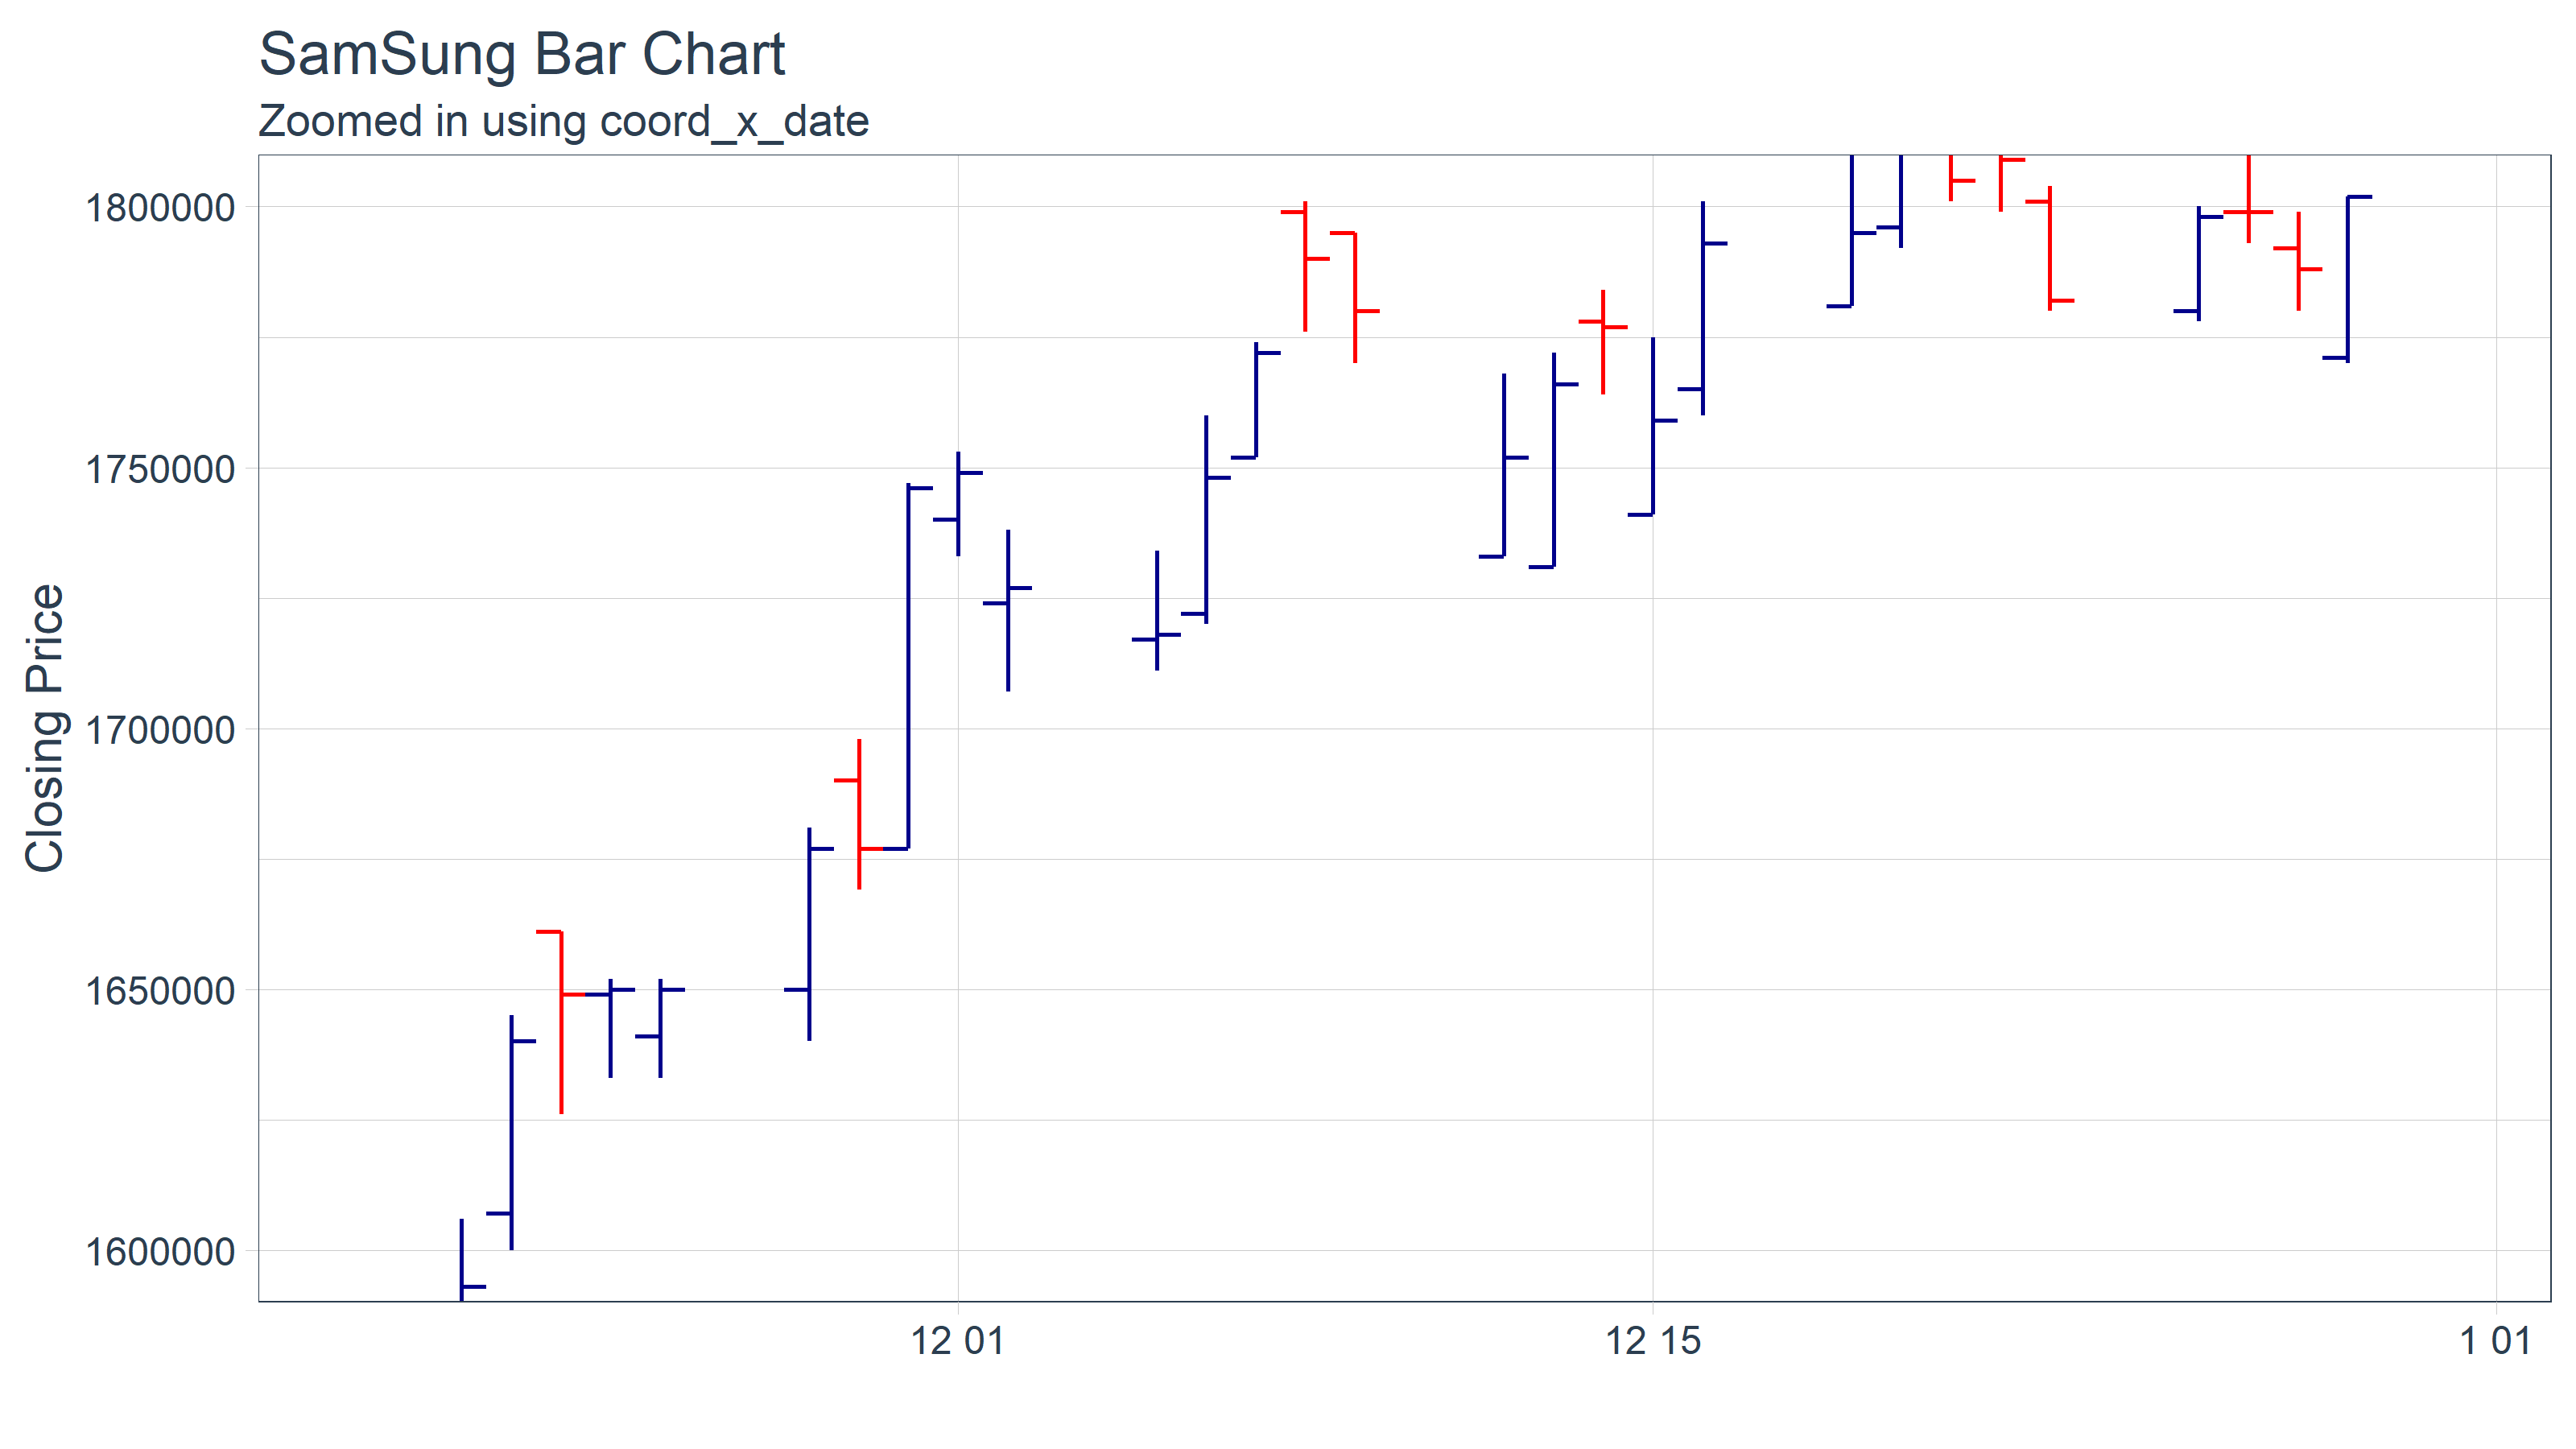 SamSung Bar Chart
Zoomed in using coord_x_date
Closing Price
1800000
1750000
1700000
1650000
1600000
12 01
12 15
1 01